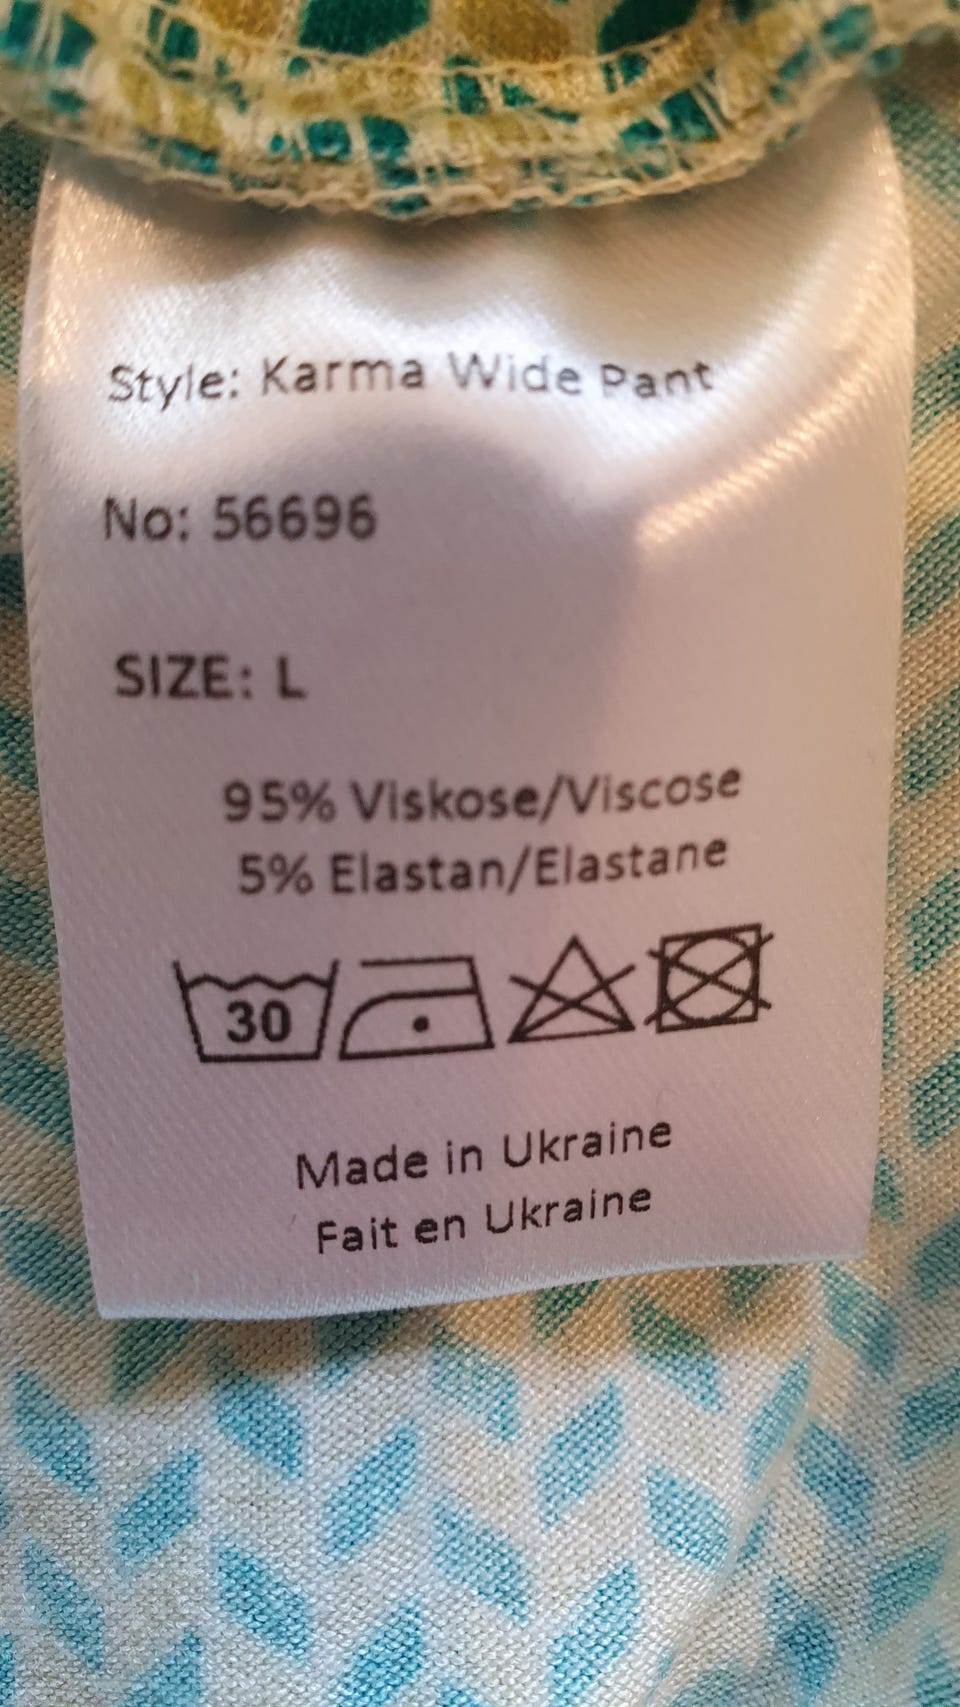 Style: Karma Wide Pant
No: 56696
SIZE: L
95% Viskose/Viscose
5% Elastan/Elastane
30
Made in Ukraine
Fait en Ukraine